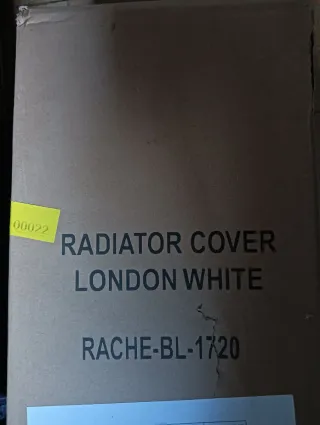 00022
RADIATOR COVER
LONDON WHITE
RACHE-BL-1720